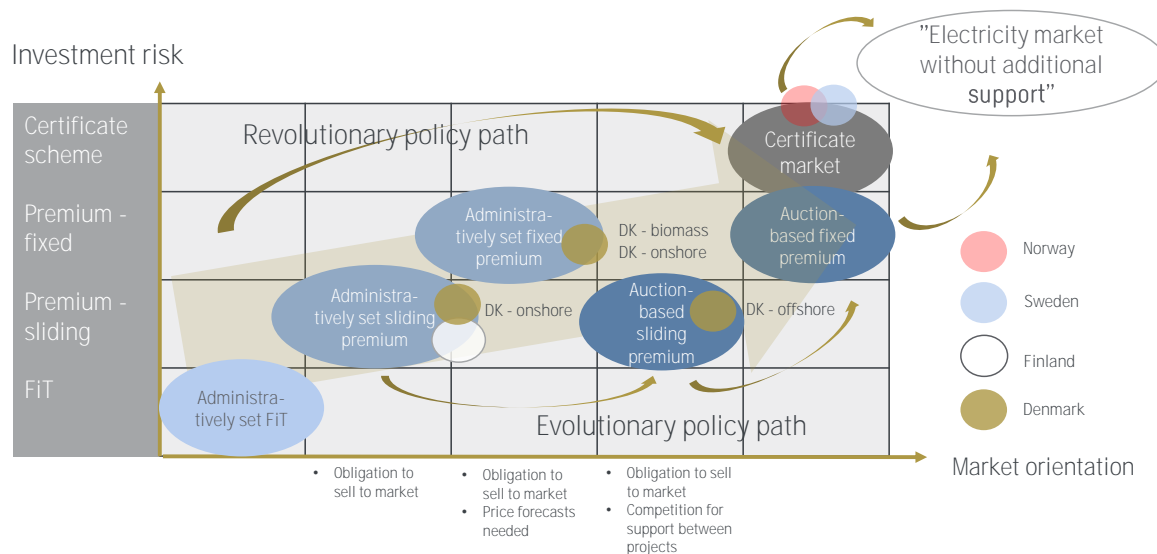 Investment risk
”Electricity market
without additional
support”
Certificate
scheme
Revolutionary policy path
Certificate
market
Premium -
fixed
Administra-
tively set fixed
premium
DK - biomass
DK - onshore
Auction-
based fixed
premium
Norway
Premium -
sliding
Administra-
tively set sliding
premium
DK - onshore
Auction-
based
sliding
premium
DK - offshore
Sweden
Finland
FiT
Administra-
tively set FiT
Evolutionary policy path
Denmark
Market orientation
• Obligation to
sell to market
• Obligation to
sell to market
• Price forecasts
needed
• Obligation to sell
to market
• Competition for
support between
projects